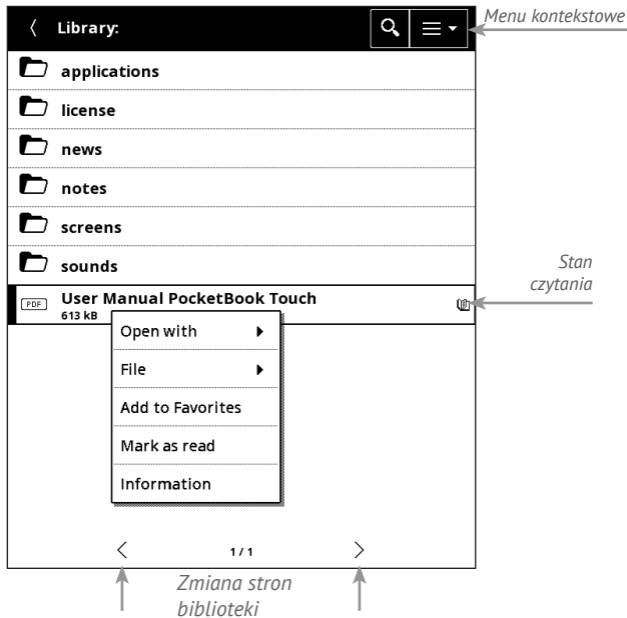 Library:
Menu kontekstowe
applications
license
news
notes
screens
sounds
Stan
czytania
PDF
User Manual PocketBook Touch
613 kB
Open with
File
Add to Favorites
Mark as read
Information
1 / 1
Zmiana stron
biblioteki